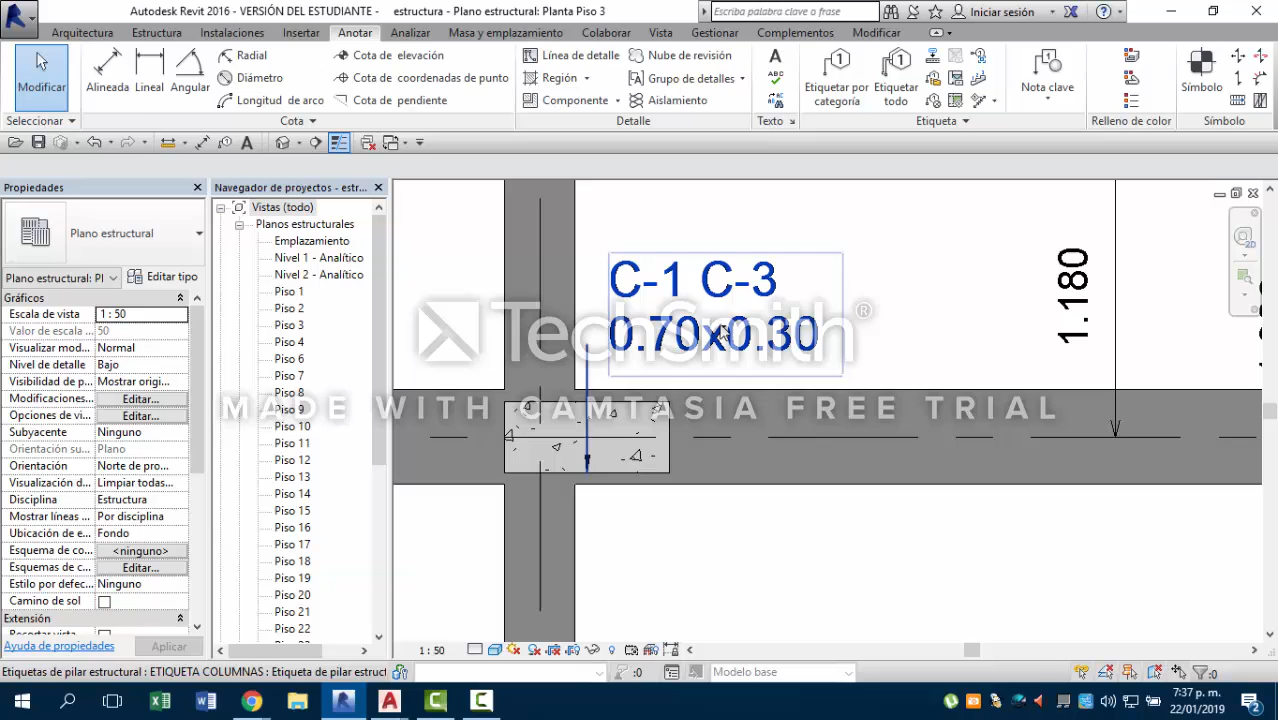 Autodesk Revit 2016 - VERSIÓN DEL ESTUDIANTE - estructura - Plano estructural: Planta Piso 3
Escriba palabra clave o frase
Iniciar sesión
Arquitectura Estructura Instalaciones Insertar Anotar Analizar Masa y emplazamiento Colaborar Vista Gestionar Complementos Modificar
Modificar
Alineada Lineal Angular
Radial
Diámetro
Longitud de arco
Cota de elevación
Cota de coordenadas de punto
Cota de pendiente
Línea de detalle
Región
Componente
Nube de revisión
Grupo de detalles
Aislamiento
Etiquetar por categoría
Etiquetar todo
Nota clave
Símbolo
Seleccionar Cota Detalle Texto Etiqueta Relleno de color Símbolo
Propiedades
Plano estructural
Plano estructural: Pl
Editar tipo
Gráficos
Escala de vista 1 : 50
Valor de escala ... 50
Visualizar mod... Normal
Nivel de detalle Bajo
Visibilidad de p... Mostrar origi...
Modificaciones... Editar...
Opciones de vi... Editar...
Subyacente Ninguno
Orientación su... Plano
Orientación Norte de pro...
Visualización d... Limpiar todas...
Disciplina Estructura
Mostrar líneas ... Por disciplina
Ubicación de e... Fondo
Esquema de co... <ninguno>
Esquemas de c... Editar...
Estilo por defec... Ninguno
Camino de sol
Extensión
Recortar vista
Ayuda de propiedades
Aplicar
Navegador de proyectos - estr...
Vistas (todo)
Planos estructurales
Emplazamiento
Nivel 1 - Analítico
Nivel 2 - Analítico
Piso 1
Piso 2
Piso 3
Piso 4
Piso 6
Piso 7
Piso 8
Piso 9
Piso 10
Piso 11
Piso 12
Piso 13
Piso 14
Piso 15
Piso 16
Piso 17
Piso 18
Piso 19
Piso 20
Piso 21
Piso 22
C-1 C-3
0.70x0.30
1.180
TechSmith®
MADE WITH CAMTASIA FREE TRIAL
1 : 50
Etiquetas de pilar estructural : ETIQUETA COLUMNAS : Etiqueta de pilar estruct
:0
Modelo base
:0
7:37 p. m.
22/01/2019
2